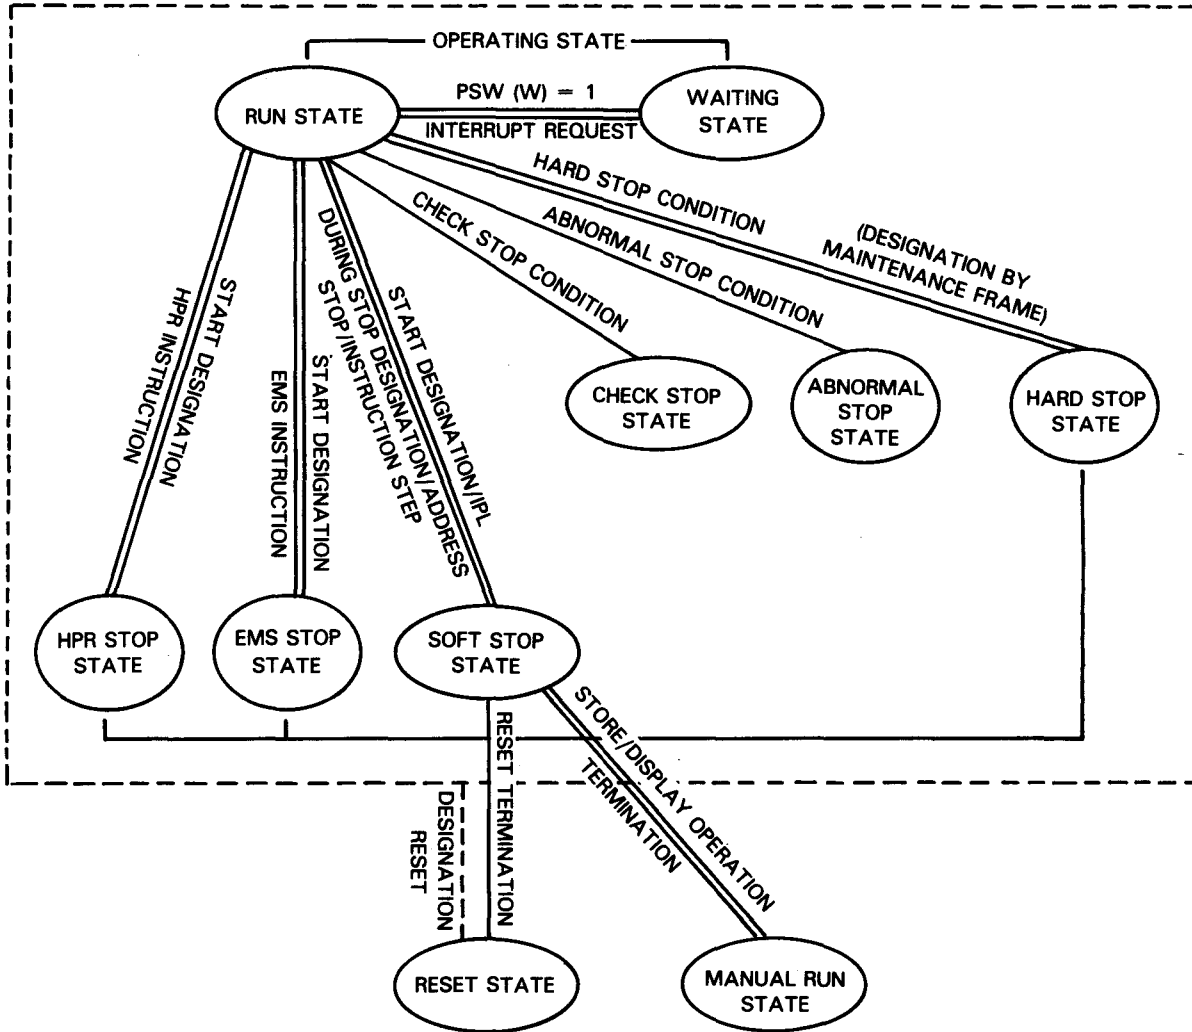 OPERATING STATE
RUN STATE
PSW (W) = 1
INTERRUPT REQUEST
WAITING
STATE
HARD STOP CONDITION
(DESIGNATION BY
MAINTENANCE FRAME)
ABNORMAL STOP CONDITION
CHECK STOP CONDITION
START DESIGNATION/IPL
DURING STOP DESIGNATION/ADDRESS
STOP/INSTRUCTION STEP
START DESIGNATION
EMS INSTRUCTION
START DESIGNATION
HPR INSTRUCTION
CHECK STOP
STATE
ABNORMAL
STOP
STATE
HARD STOP
STATE
HPR STOP
STATE
EMS STOP
STATE
SOFT STOP
STATE
RESET TERMINATION
DESIGNATION
RESET
STORE/DISPLAY OPERATION
TERMINATION
RESET STATE
MANUAL RUN
STATE